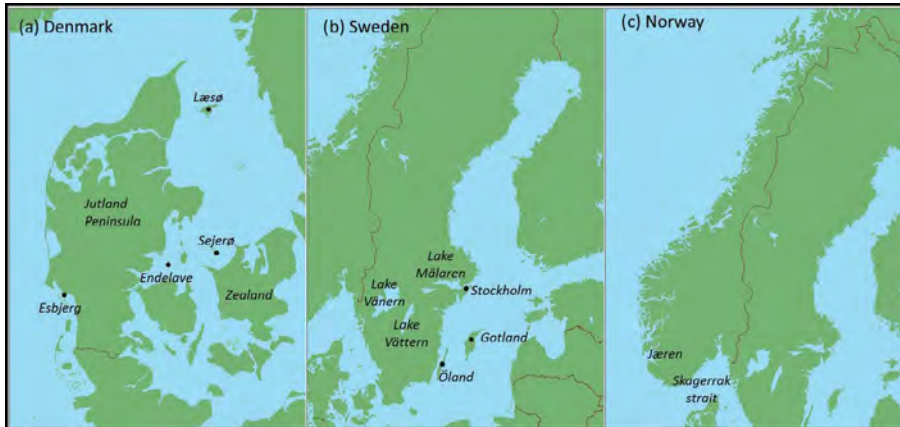 (a) Denmark
Læsø
Jutland
Peninsula
Sejerø
Endelave
Zealand
Esbjerg
(b) Sweden
Lake
Mälaren
Lake
Vänern
Stockholm
Lake
Vättern
Gotland
Öland
(c) Norway
Jæren
Skagerrak
strait